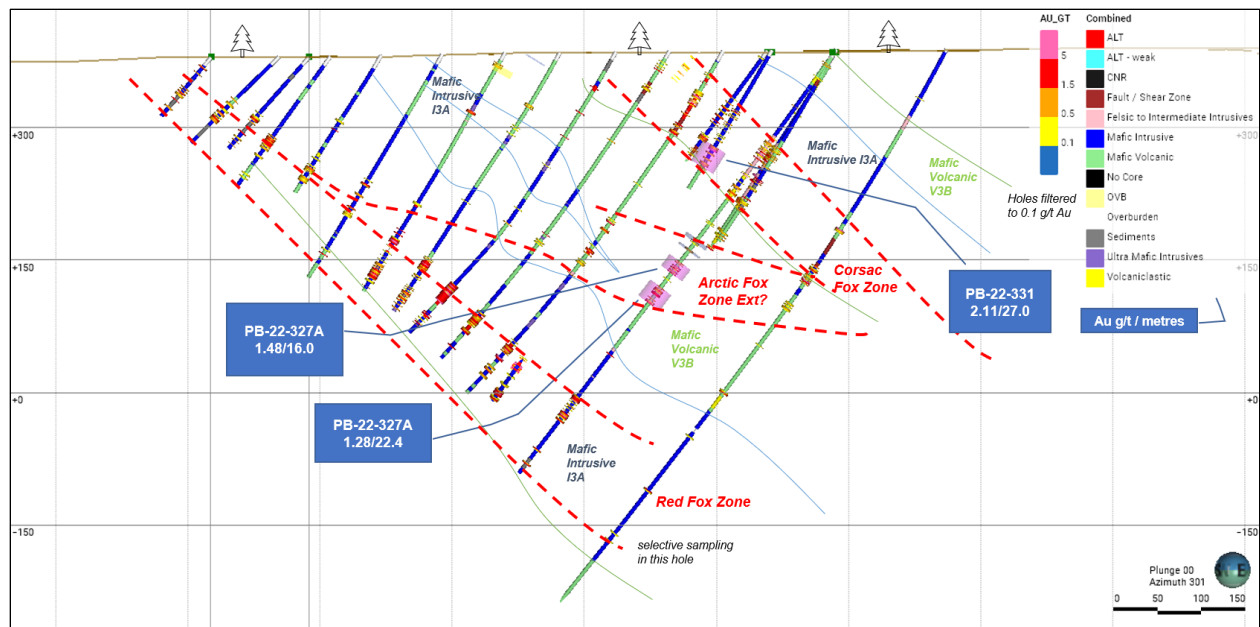 AU_GT
5
1.5
0.5
0.1
Combined
ALT
ALT - weak
CNR
Fault / Shear Zone
Felsic to Intermediate Intrusives
Mafic Intrusive
Mafic Volcanic
No Core
OVB
Overburden
Sediments
Ultra Mafic Intrusives
Volcaniclastic
Mafic
Intrusive
I3A
Mafic
Intrusive I3A
Mafic
Volcanic
V3B
Holes filtered
to 0.1 g/t Au
+300
+300
+150
+150
Arctic Fox
Zone Ext?
Corsac
Fox Zone
PB-22-331
2.11/27.0
Au g/t / metres
PB-22-327A
1.48/16.0
Mafic
Volcanic
V3B
+0
+0
PB-22-327A
1.28/22.4
Mafic
Intrusive
I3A
Red Fox Zone
-150
-150
selective sampling
in this hole
Plunge 00
Azimuth 301
0 50 100 150